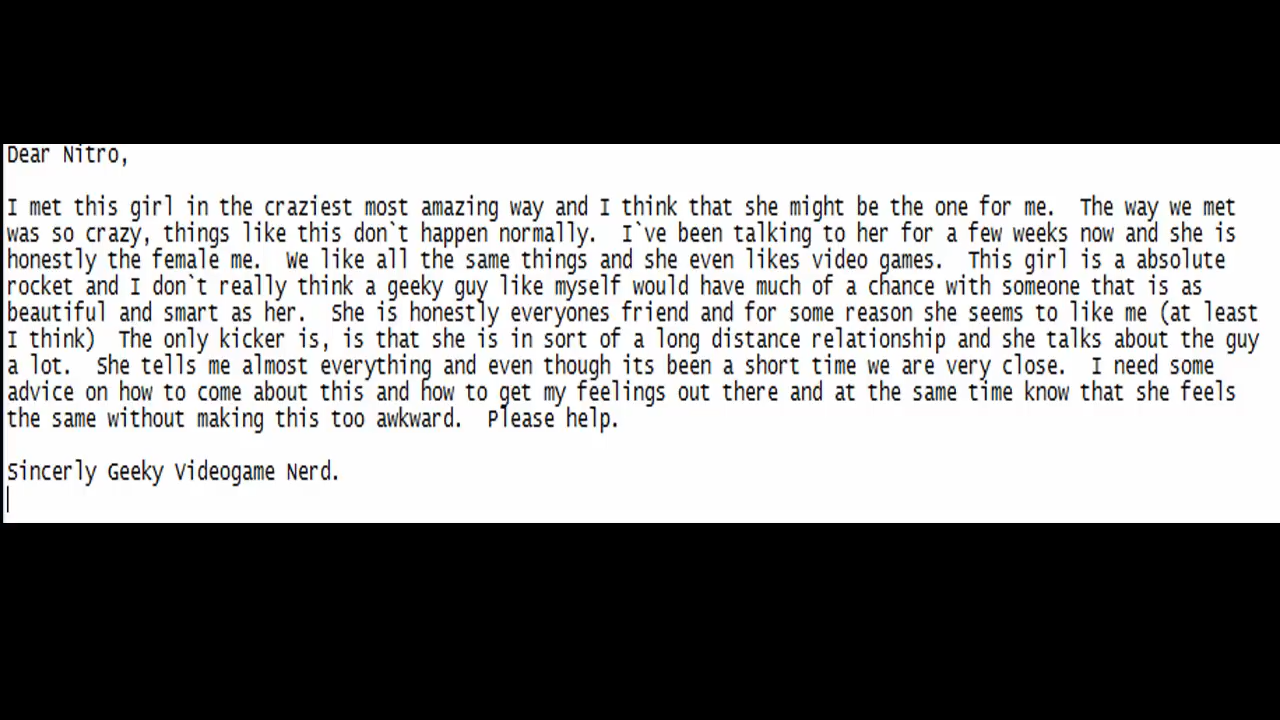 Dear Nitro,
I met this girl in the craziest most amazing way and I think that she might be the one for me.  The way we met
was so crazy, things like this don`t happen normally.  I`ve been talking to her for a few weeks now and she is
honestly the female me.  We like all the same things and she even likes video games.  This girl is a absolute
rocket and I don`t really think a geeky guy like myself would have much of a chance with someone that is as
beautiful and smart as her.  She is honestly everyones friend and for some reason she seems to like me (at least
I think)  The only kicker is, is that she is in sort of a long distance relationship and she talks about the guy
a lot.  She tells me almost everything and even though its been a short time we are very close.  I need some
advice on how to come about this and how to get my feelings out there and at the same time know that she feels
the same without making this too awkward.  Please help.
Sincerly Geeky Videogame Nerd.